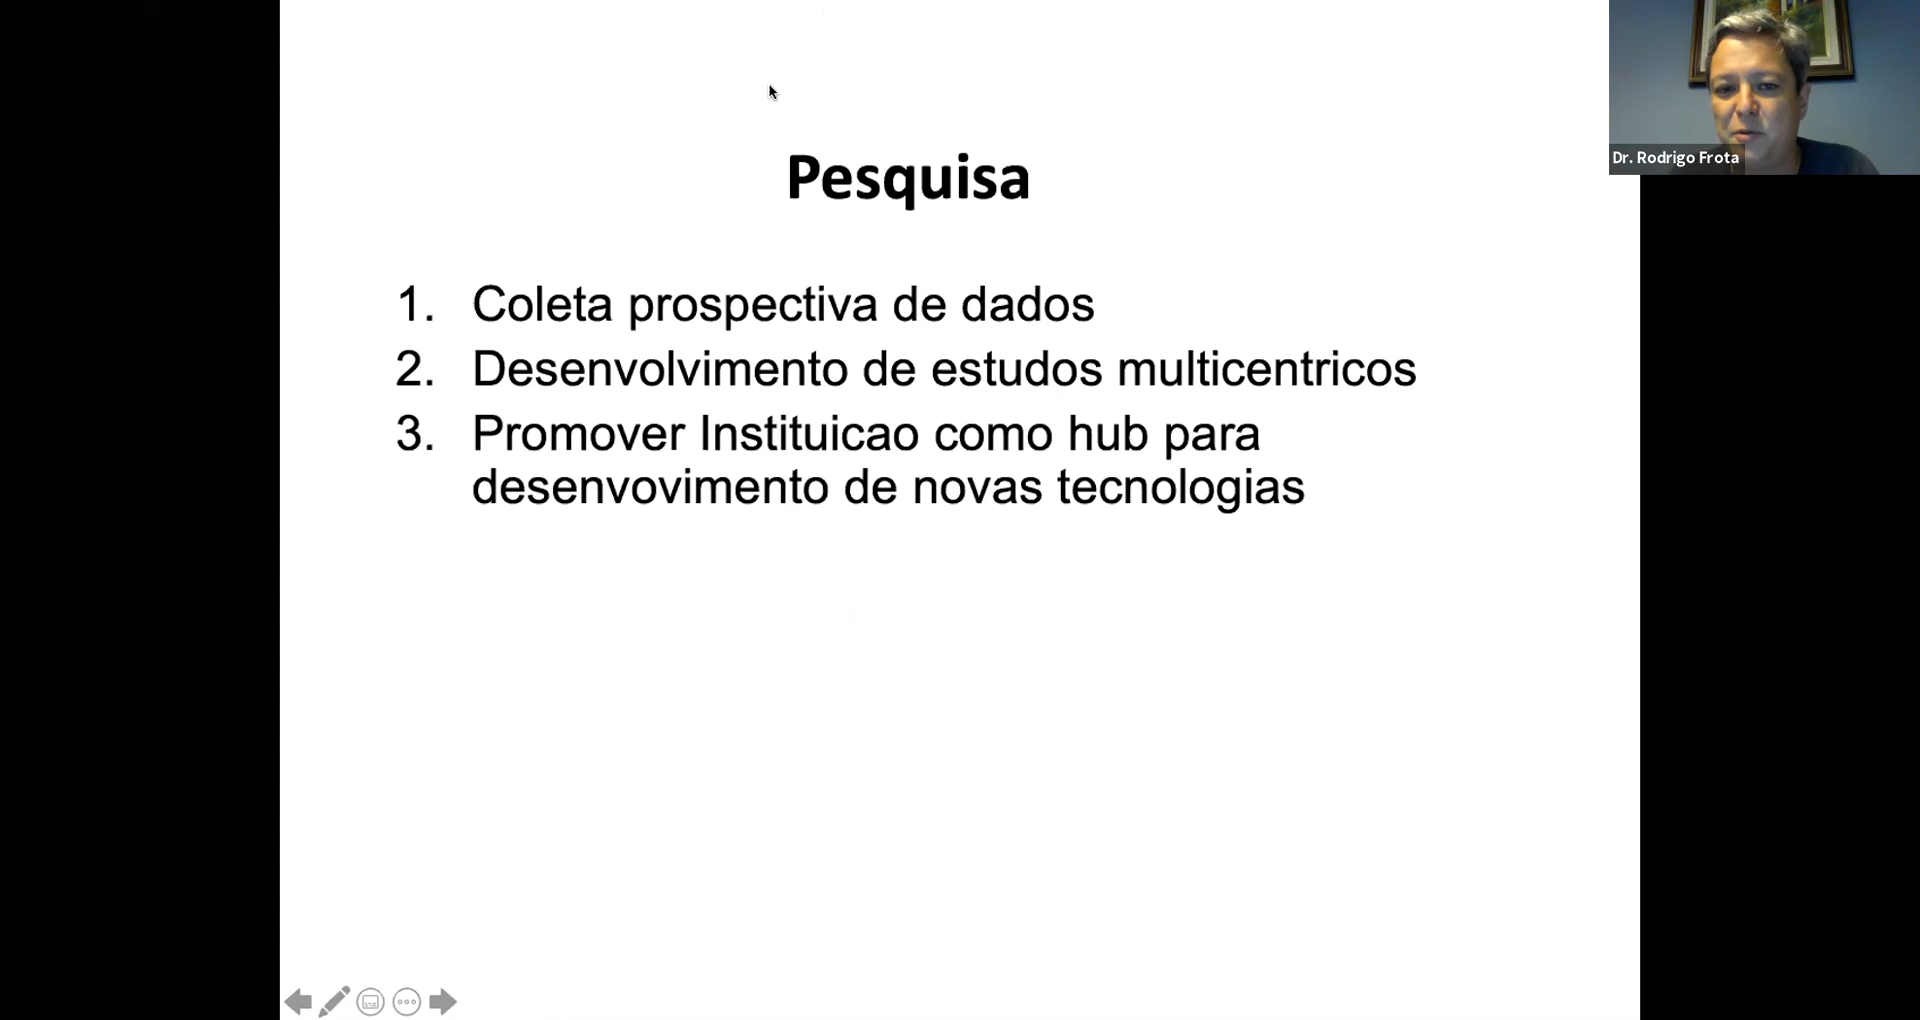 Dr. Rodrigo Frota
Pesquisa
1. Coleta prospectiva de dados
2. Desenvolvimento de estudos multicentricos
3. Promover Instituicao como hub para
desenvovimento de novas tecnologias